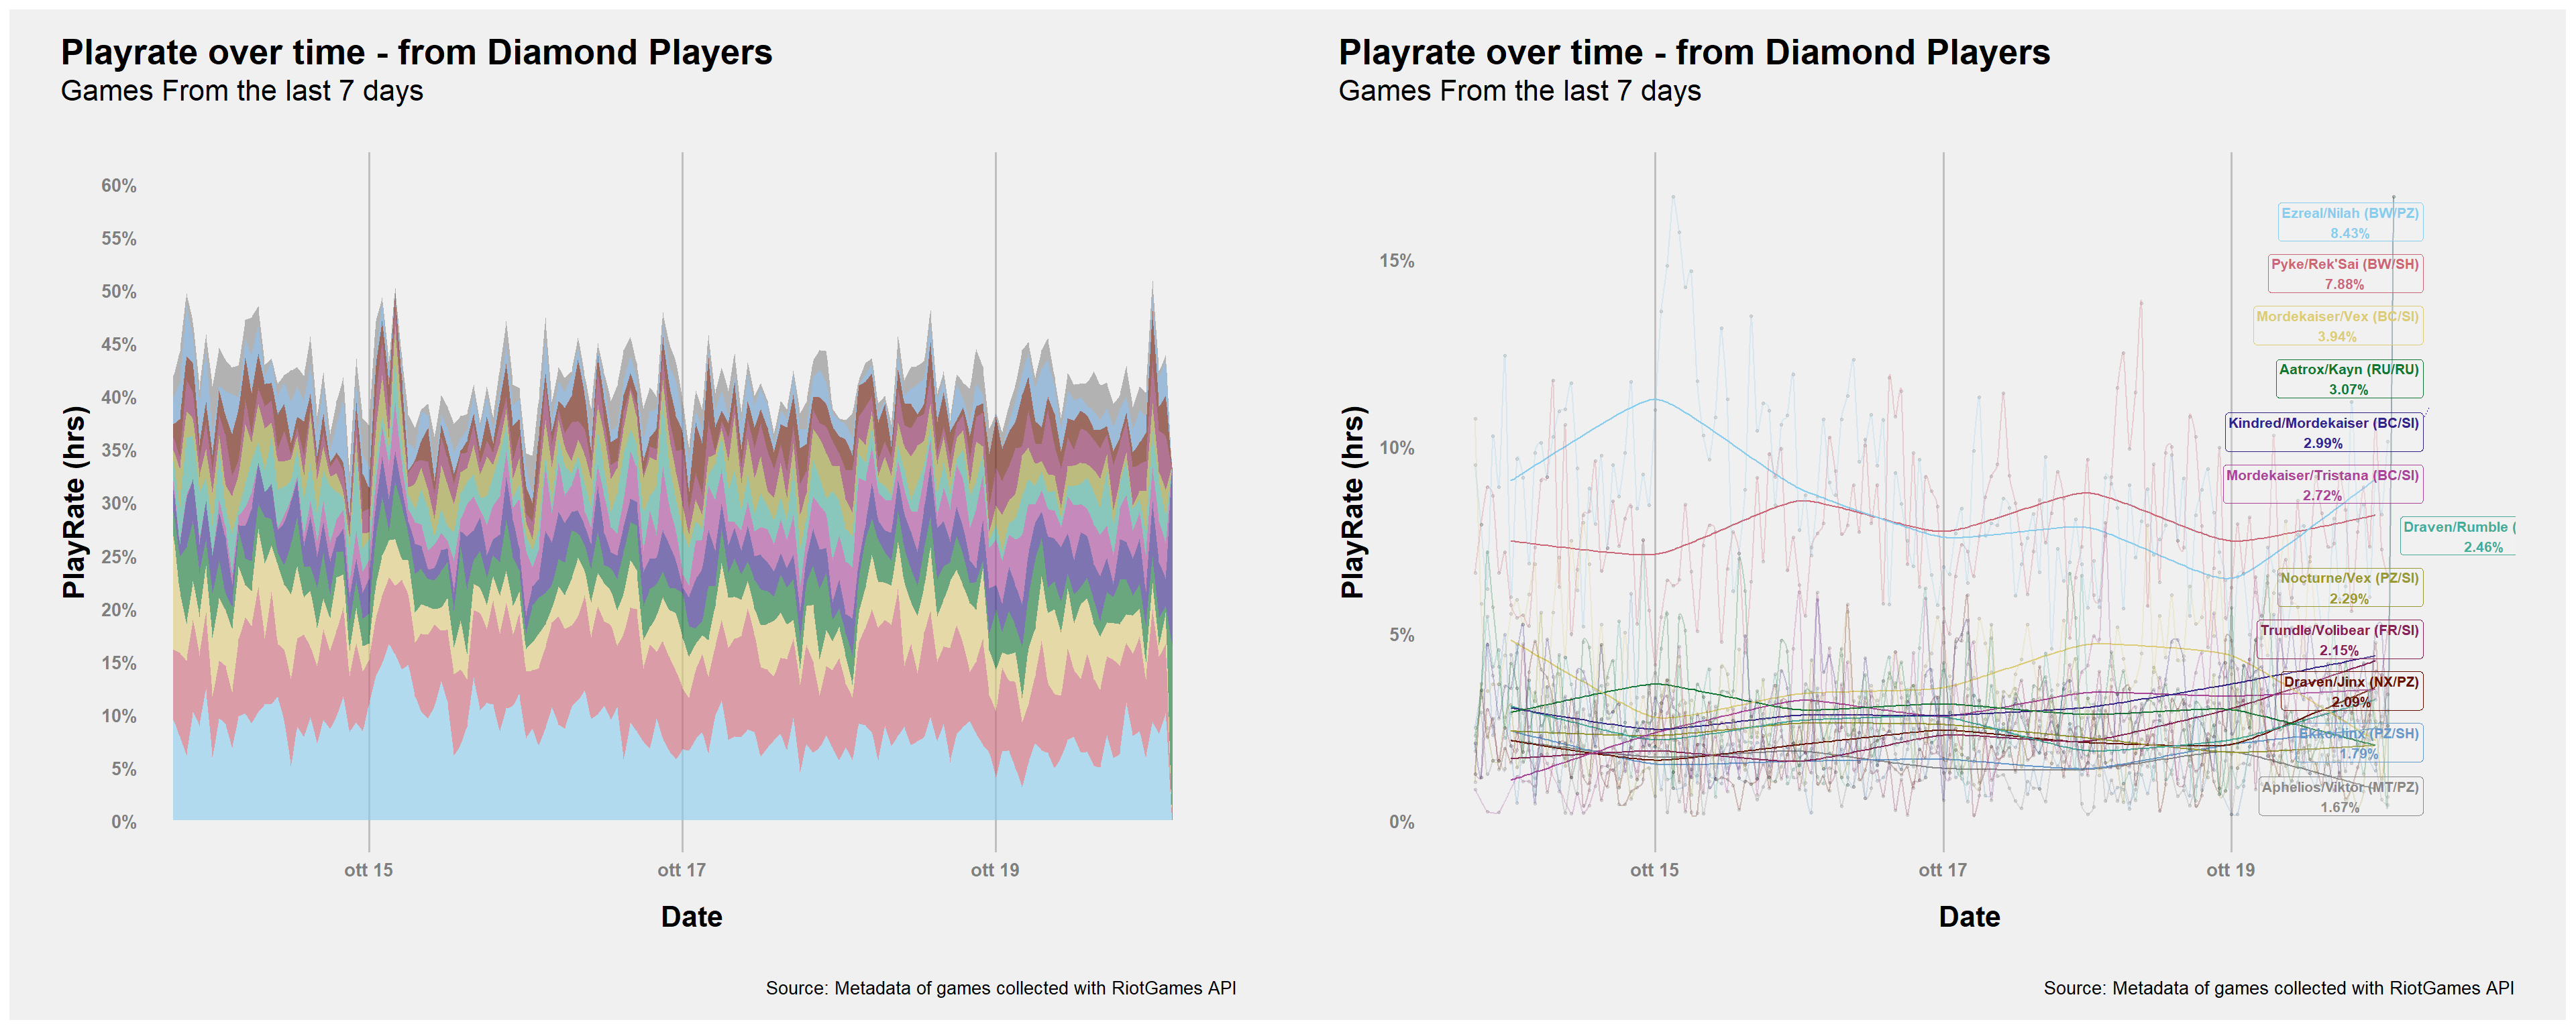 Playrate over time - from Diamond Players
Games From the last 7 days
60%
55%
50%
45%
40%
35%
30%
25%
20%
15%
10%
5%
0%
PlayRate (hrs)
ott 15
ott 17
ott 19
Date
Source: Metadata of games collected with RiotGames API
Playrate over time - from Diamond Players
Games From the last 7 days
15%
10%
5%
0%
PlayRate (hrs)
Ezreal/Nilah (BW/PZ)
8.43%
Pyke/Rek'Sai (BW/SH)
7.88%
Mordekaiser/Vex (BC/SI)
3.94%
Aatrox/Kayn (RU/RU)
3.07%
Kindred/Mordekaiser (BC/SI)
2.99%
Mordekaiser/Tristana (BC/SI)
2.72%
Draven/Rumble (
2.46%
Nocturne/Vex (PZ/SI)
2.29%
Trundle/Volibear (FR/SI)
2.15%
Draven/Jinx (NX/PZ)
2.09%
Ekko/Jinx (PZ/SH)
1.79%
Aphelios/Viktor (MT/PZ)
1.67%
ott 15
ott 17
ott 19
Date
Source: Metadata of games collected with RiotGames API